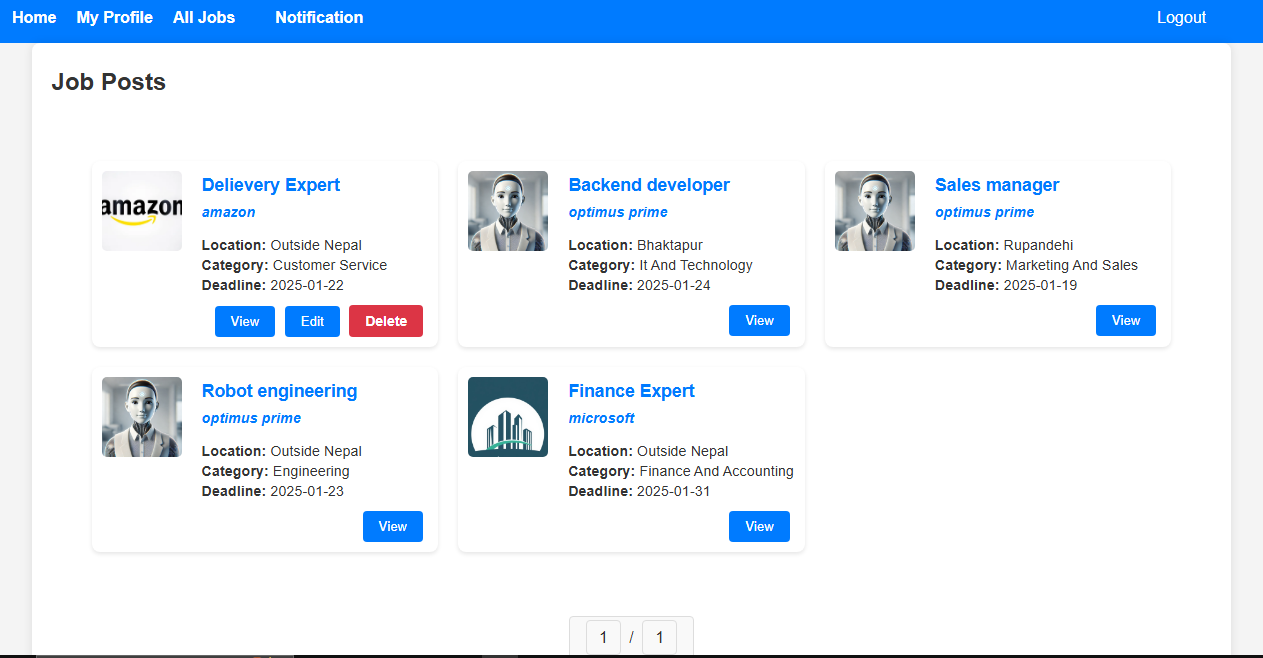 Home My Profile All Jobs Notification Logout
Job Posts
amazon
Delievery Expert
amazon
Location: Outside Nepal
Category: Customer Service
Deadline: 2025-01-22
View Edit Delete
Backend developer
optimus prime
Location: Bhaktapur
Category: It And Technology
Deadline: 2025-01-24
View
Sales manager
optimus prime
Location: Rupandehi
Category: Marketing And Sales
Deadline: 2025-01-19
View
Robot engineering
optimus prime
Location: Outside Nepal
Category: Engineering
Deadline: 2025-01-23
View
Finance Expert
microsoft
Location: Outside Nepal
Category: Finance And Accounting
Deadline: 2025-01-31
View
1 / 1